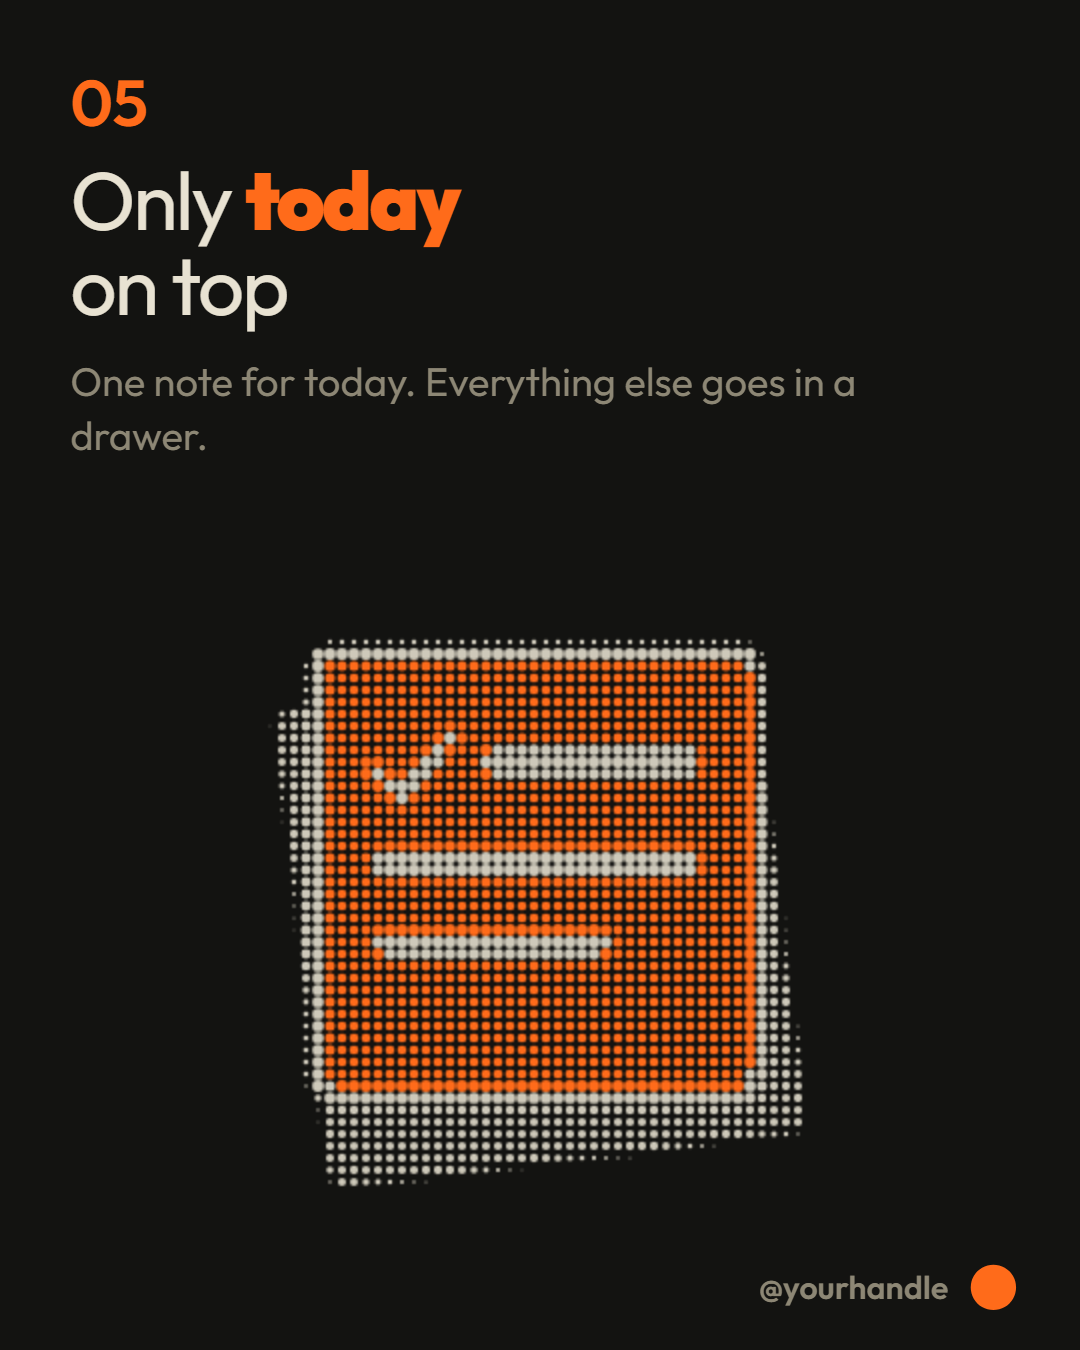 05
Only today
on top
One note for today. Everything else goes in a
drawer.
@yourhandle